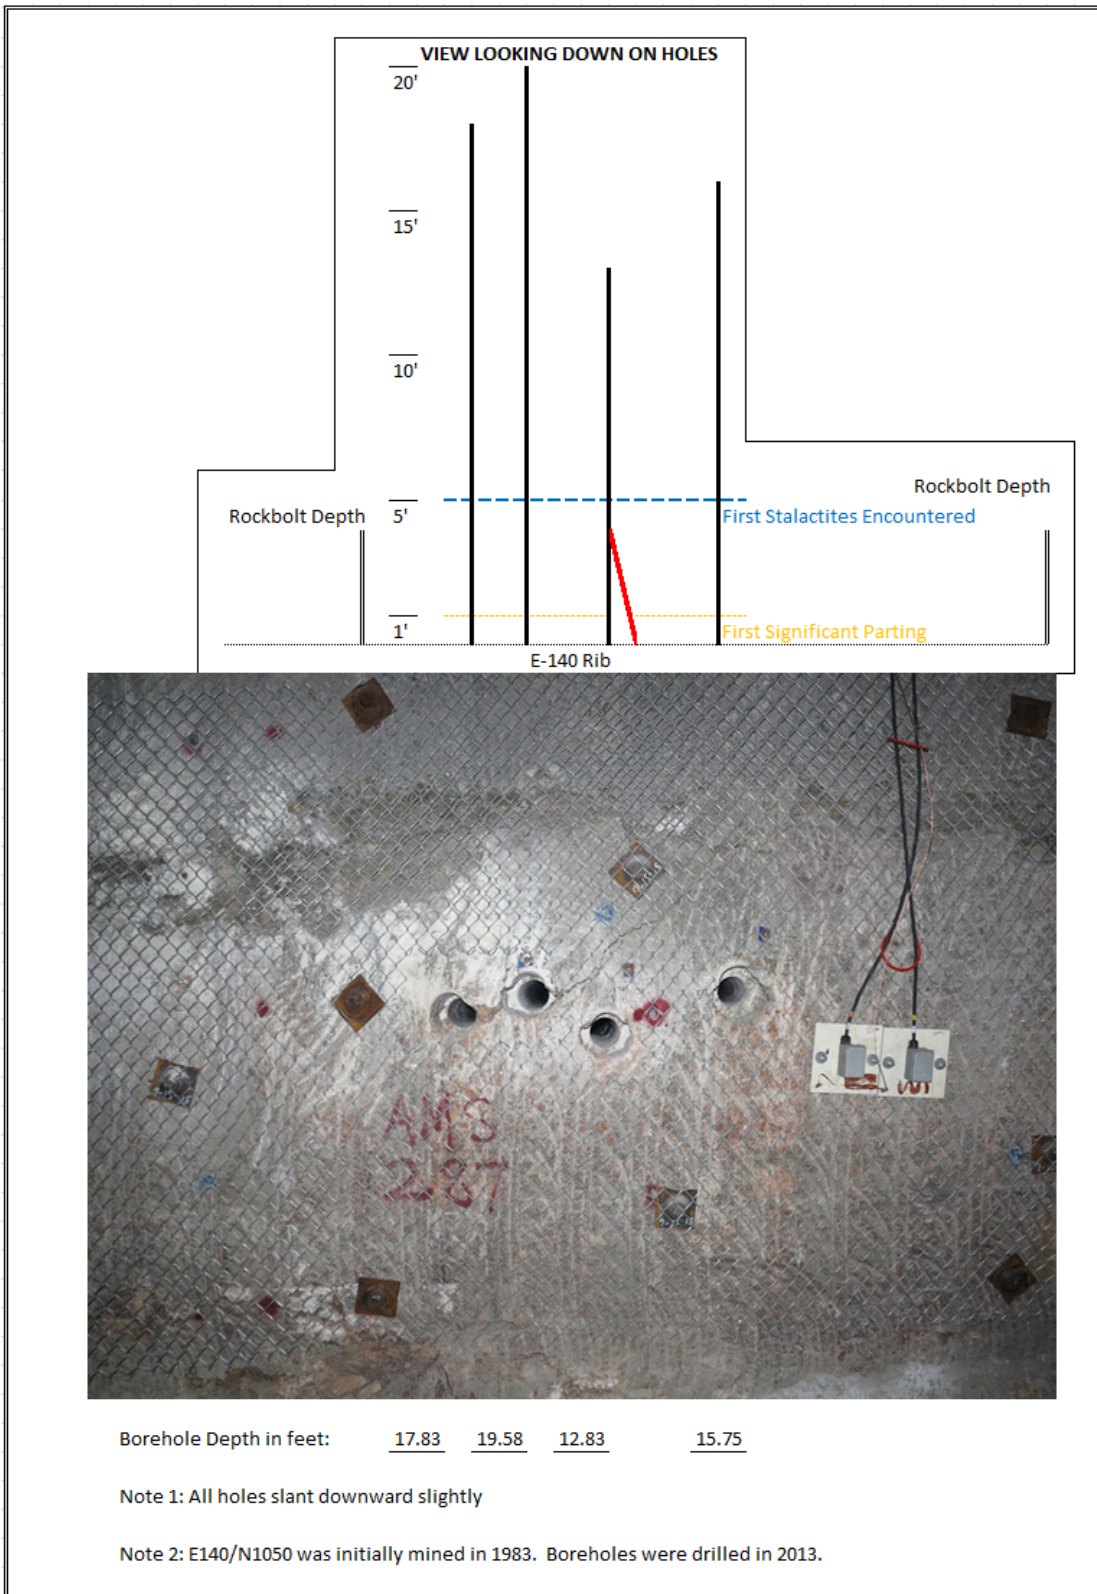 VIEW LOOKING DOWN ON HOLES
20'
15'
10'
Rockbolt Depth
Rockbolt Depth
5'
First Stalactites Encountered
1'
First Significant Parting
E-140 Rib
AMS
287
Borehole Depth in feet: 17.83 19.58 12.83 15.75
Note 1: All holes slant downward slightly
Note 2: E140/N1050 was initially mined in 1983. Boreholes were drilled in 2013.